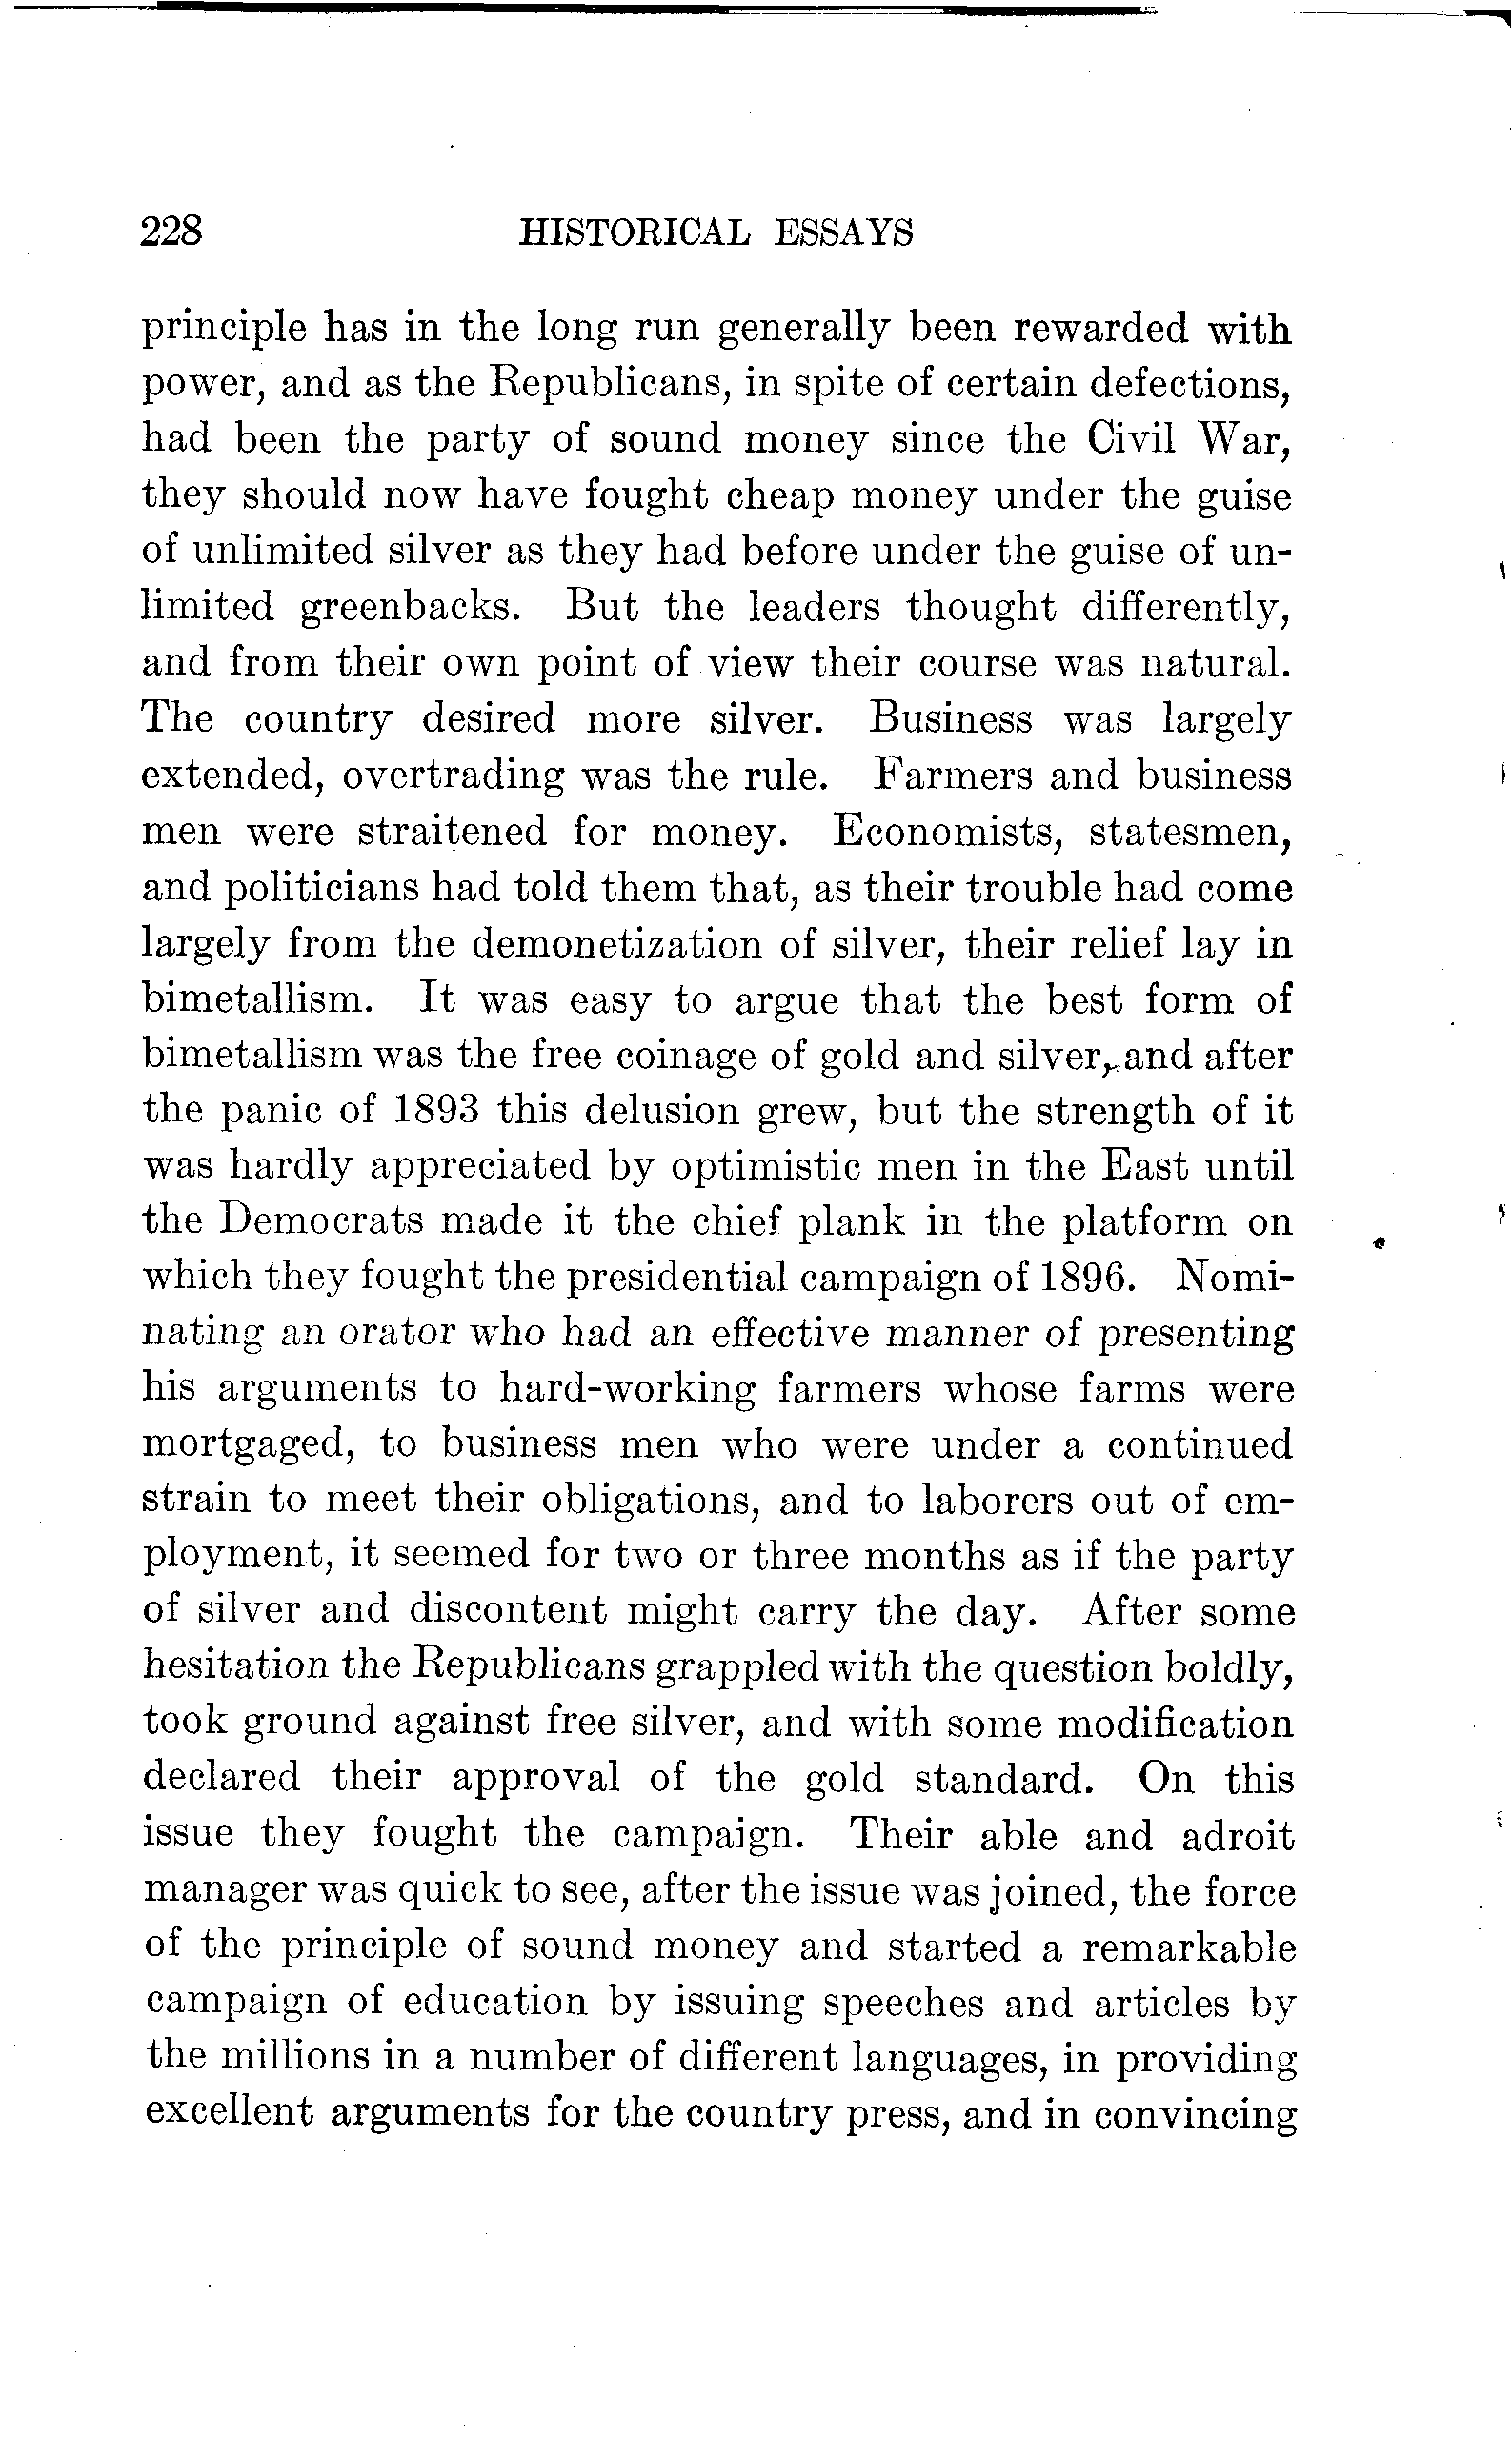 228 HISTORICAL ESSAYS
principle has in the long run generally been rewarded with
power, and as the Republicans, in spite of certain defections,
had been the party of sound money since the Civil War,
they should now have fought cheap money under the guise
of unlimited silver as they had before under the guise of un-
limited greenbacks. But the leaders thought differently,
and from their own point of view their course was natural.
The country desired more silver. Business was largely
extended, overtrading was the rule. Farmers and business
men were straitened for money. Economists, statesmen,
and politicians had told them that, as their trouble had come
largely from the demonetization of silver, their relief lay in
bimetallism. It was easy to argue that the best form of
bimetallism was the free coinage of gold and silver, and after
the panic of 1893 this delusion grew, but the strength of it
was hardly appreciated by optimistic men in the East until
the Democrats made it the chief plank in the platform on
which they fought the presidential campaign of 1896. Nomi-
nating an orator who had an effective manner of presenting
his arguments to hard-working farmers whose farms were
mortgaged, to business men who were under a continued
strain to meet their obligations, and to laborers out of em-
ployment, it seemed for two or three months as if the party
of silver and discontent might carry the day. After some
hesitation the Republicans grappled with the question boldly,
took ground against free silver, and with some modification
declared their approval of the gold standard. On this
issue they fought the campaign. Their able and adroit
manager was quick to see, after the issue was joined, the force
of the principle of sound money and started a remarkable
campaign of education by issuing speeches and articles by
the millions in a number of different languages, in providing
excellent arguments for the country press, and in convincing